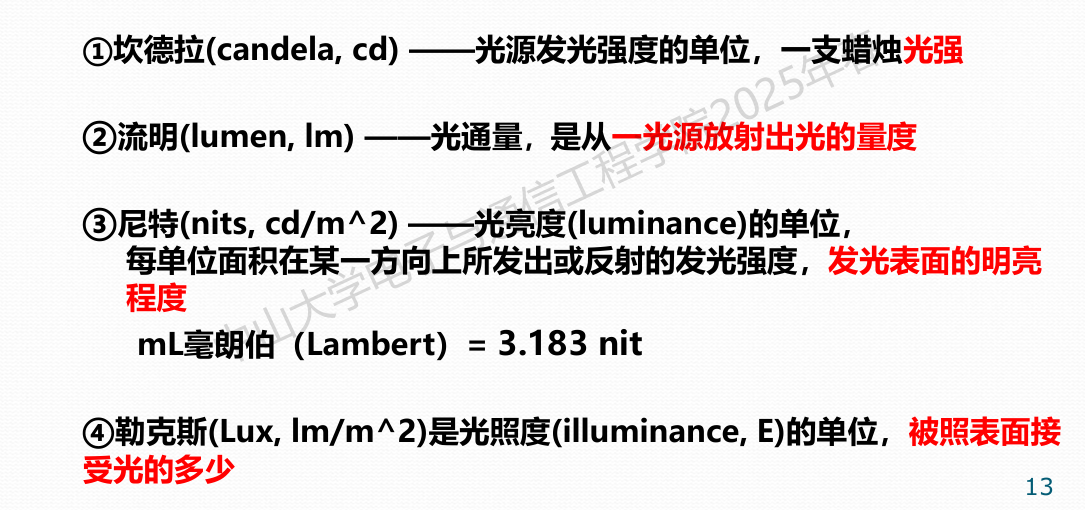 ①坎德拉(candela, cd) ——光源发光强度的单位，一支蜡烛光强
②流明(lumen, lm) ——光通量，是从一光源放射出光的量度
③尼特(nits, cd/m^2) ——光亮度(luminance)的单位，
每单位面积在某一方向上所发出或反射的发光强度，发光表面的明亮
程度
mL毫朗伯（Lambert）= 3.183 nit
④勒克斯(Lux, lm/m^2)是光照度(illuminance, E)的单位，被照表面接
受光的多少
13
中山大学电子与通信工程学院2025年春